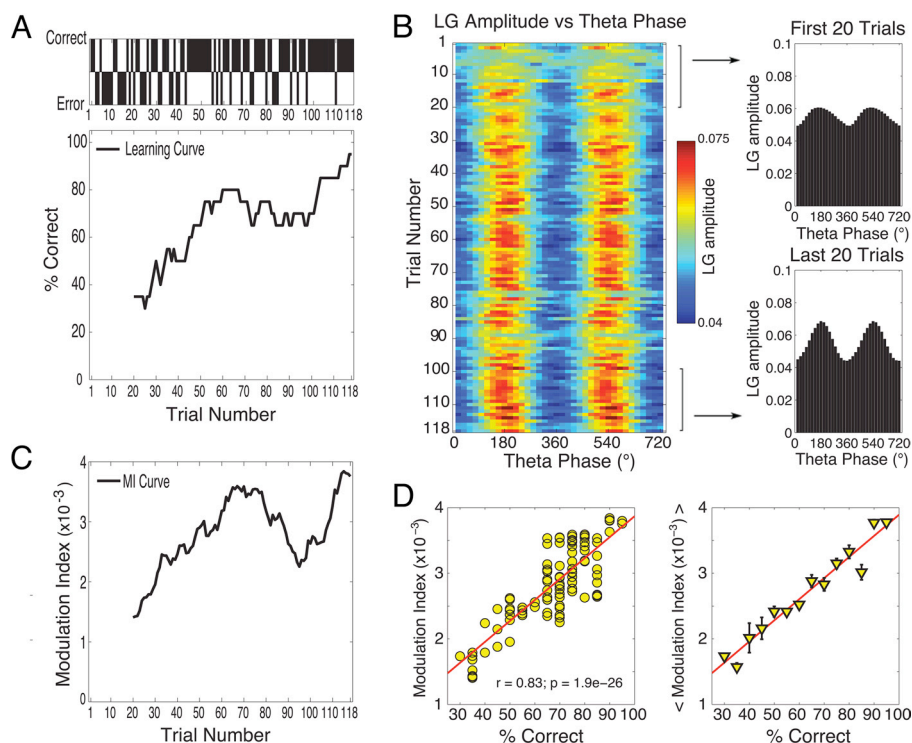 A
Correct
Error
1 10 20 30 40 50 60 70 80 90 100 118
100
80
60
40
20
0
% Correct
Learning Curve
1 10 20 30 40 50 60 70 80 90 100 110 118
Trial Number
B
LG Amplitude vs Theta Phase
1
10
20
30
40
50
60
70
80
90
100
110
118
Trial Number
0 180 360 540 720
Theta Phase (°)
0.075
LG amplitude
0.04
First 20 Trials
0.1
0.08
0.06
0.04
0.02
0
LG amplitude
0 180 360 540 720
Theta Phase (°)
Last 20 Trials
0.1
0.08
0.06
0.04
0.02
0
LG amplitude
0 180 360 540 720
Theta Phase (°)
C
4
3
2
1
0
Modulation Index (x10⁻³)
MI Curve
1 10 20 30 40 50 60 70 80 90 100 110 118
Trial Number
D
4
3
2
1
Modulation Index (x10⁻³)
r = 0.83; p = 1.9e-26
30 40 50 60 70 80 90 100
% Correct
4
3
2
1
< Modulation Index (x10⁻³) >
30 40 50 60 70 80 90 100
% Correct